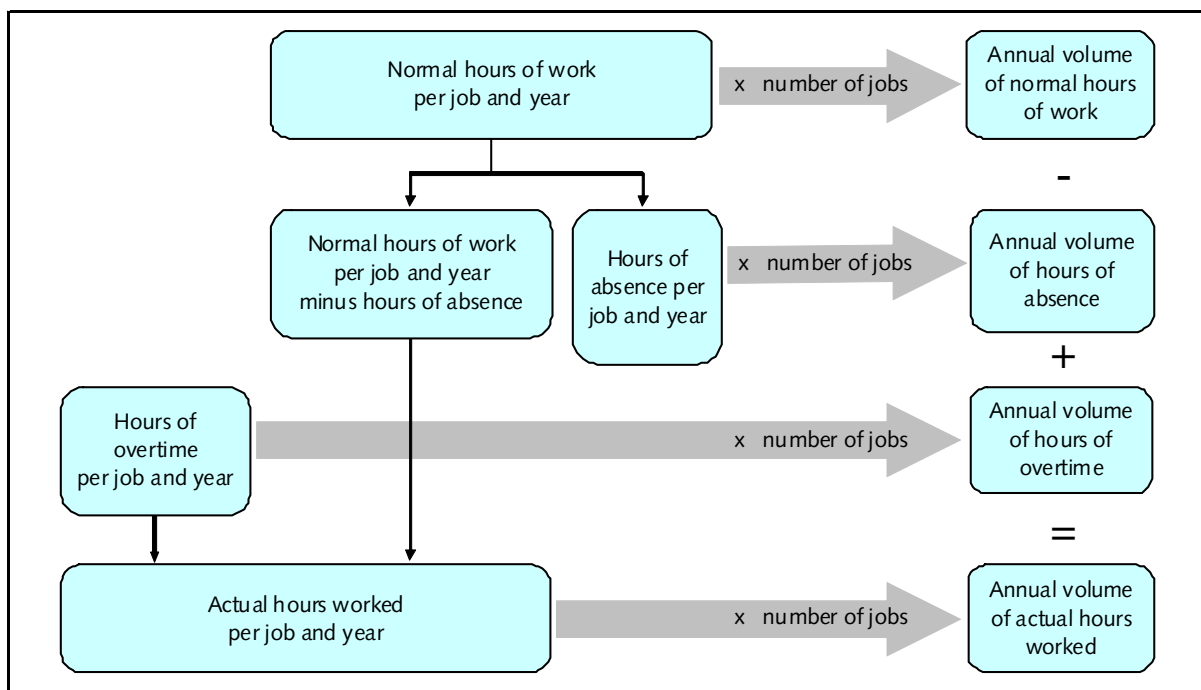 Normal hours of work
per job and year
x number of jobs
Annual volume
of normal hours
of work
-
Normal hours of work
per job and year
minus hours of absence
Hours of
absence per
job and year
x number of jobs
Annual volume
of hours of
absence
+
Hours of
overtime
per job and year
x number of jobs
Annual volume
of hours of
overtime
=
Actual hours worked
per job and year
x number of jobs
Annual volume
of actual hours
worked